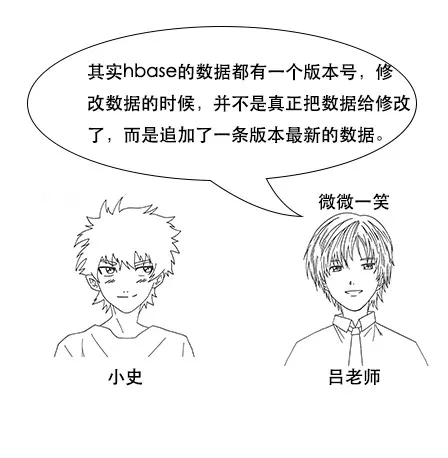 其实hbase的数据都有一个版本号，修
改数据的时候，并不是真正把数据给修改
了，而是追加了一条版本最新的数据。
微微一笑
小史
吕老师